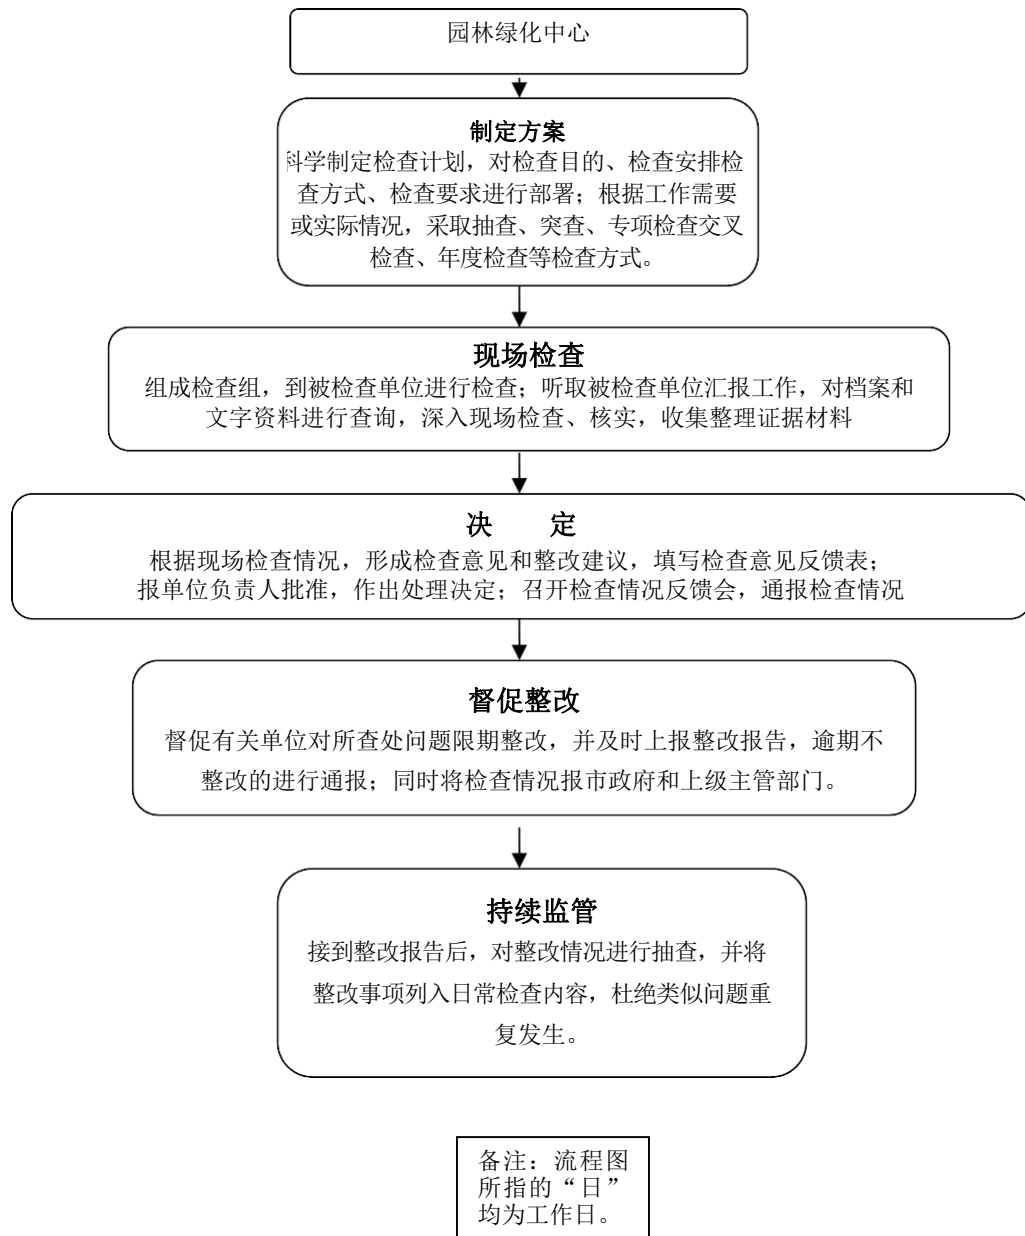 园林绿化中心
制定方案
科学制定检查计划，对检查目的、检查安排检
查方式、检查要求进行部署；根据工作需要
或实际情况，采取抽查、突查、专项检查交叉
检查、年度检查等检查方式。
现场检查
组成检查组，到被检查单位进行检查；听取被检查单位汇报工作，对档案和
文字资料进行查询，深入现场检查、核实，收集整理证据材料
决　　定
根据现场检查情况，形成检查意见和整改建议，填写检查意见反馈表；
报单位负责人批准，作出处理决定；召开检查情况反馈会，通报检查情况
督促整改
督促有关单位对所查处问题限期整改，并及时上报整改报告，逾期不
整改的进行通报；同时将检查情况报市政府和上级主管部门。
持续监管
接到整改报告后，对整改情况进行抽查，并将
整改事项列入日常检查内容，杜绝类似问题重
复发生。
备注：流程图
所指的“日”
均为工作日。